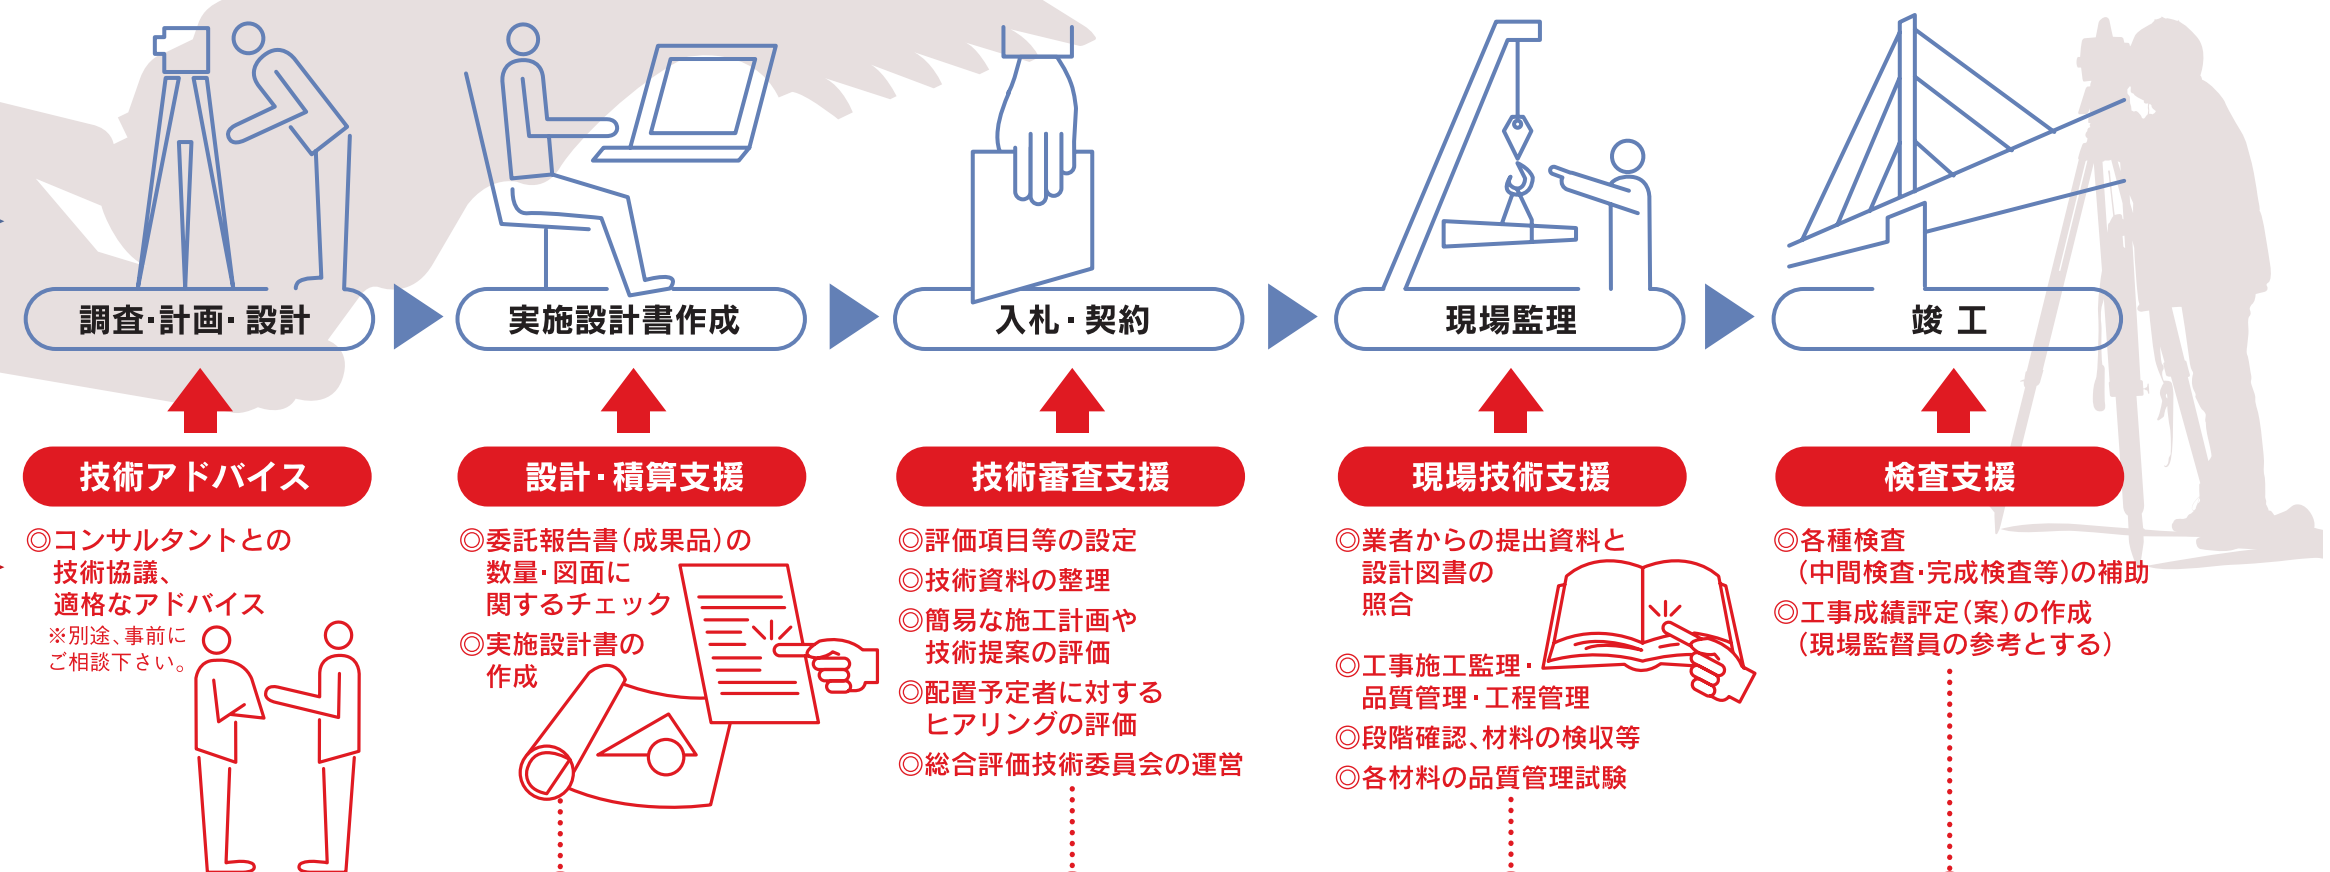 調査・計画・設計
実施設計書作成
入札・契約
現場監理
竣工
技術アドバイス
◎コンサルタントとの
技術協議、
適格なアドバイス
※別途、事前に
ご相談下さい。
設計・積算支援
◎委託報告書(成果品)の
数量・図面に
関するチェック
◎実施設計書の
作成
技術審査支援
◎評価項目等の設定
◎技術資料の整理
◎簡易な施工計画や
技術提案の評価
◎配置予定者に対する
ヒアリングの評価
◎総合評価技術委員会の運営
現場技術支援
◎業者からの提出資料と
設計図書の
照合
◎工事施工監理・
品質管理・工程管理
◎段階確認、材料の検収等
◎各材料の品質管理試験
検査支援
◎各種検査
(中間検査・完成検査等)の補助
◎工事成績評定(案)の作成
(現場監督員の参考とする)